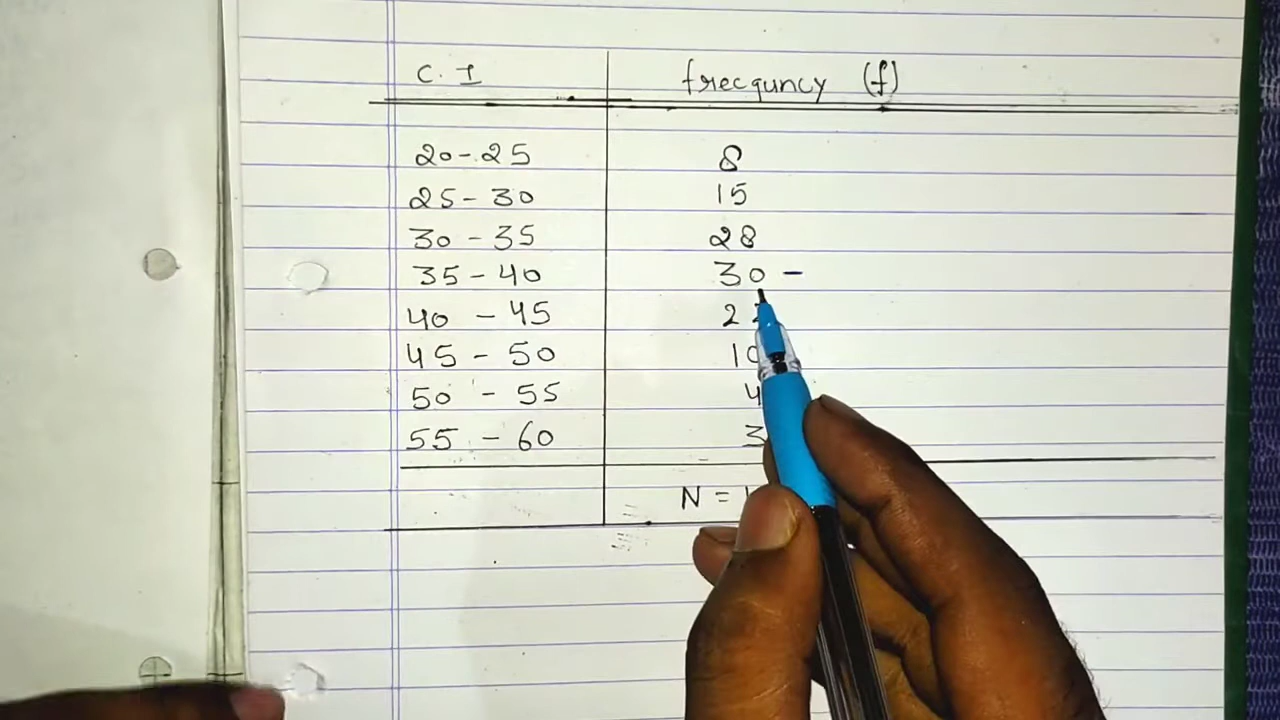 C. I frecquncy (f)
20 - 25 8
25 - 30 15
30 - 35 28
35 - 40 30 -
40 - 45
45 - 50 10
50 - 55 4
55 - 60 3
N =